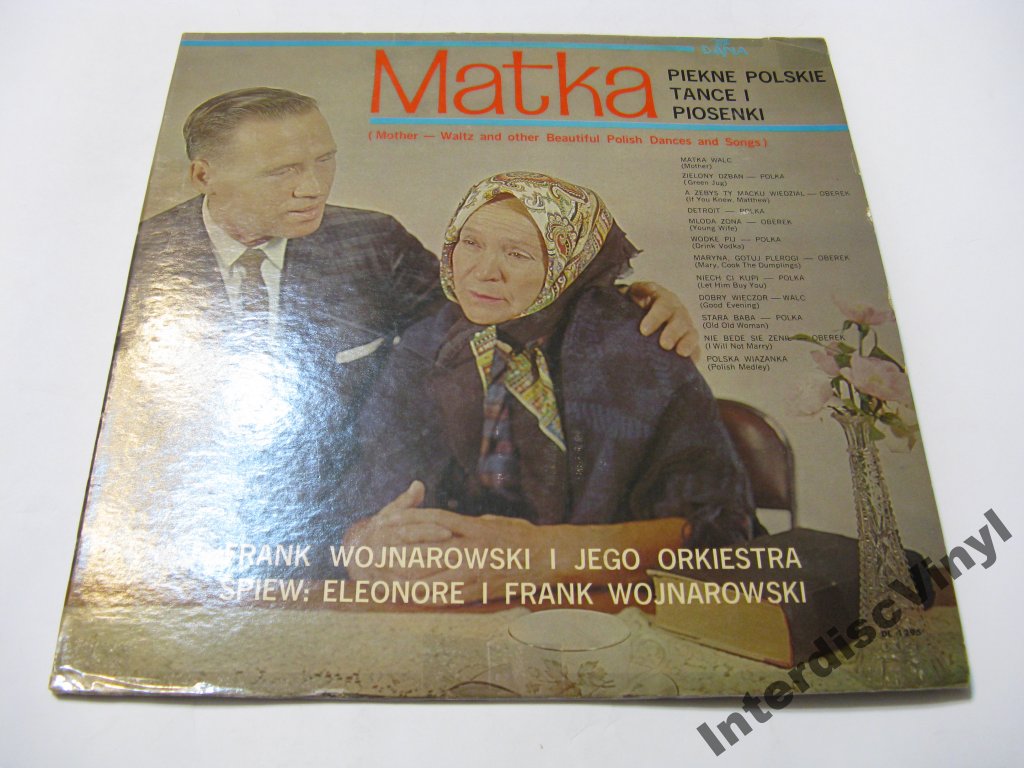 DANA
Matka
PIEKNE POLSKIE
TANCE I
PIOSENKI
(Mother — Waltz and other Beautiful Polish Dances and Songs)
MATKA WALC
(Mother)
ZIELONY DZBAN — POLKA
(Green Jug)
A ZEBYS TY MACKU WIEDZIAL — OBEREK
(If You Knew, Matthew)
DETROIT — POLKA
MLODA ZONA — OBEREK
(Young Wife)
WODKE PIJ — POLKA
(Drink Vodka)
MARYNA, GOTUJ PLEROGI — OBEREK
(Mary, Cook The Dumplings)
NIECH CI KUPI — POLKA
(Let Him Buy You)
DOBRY WIECZOR — WALC
(Good Evening)
STARA BABA — POLKA
(Old Old Woman)
NIE BEDE SIE ZENIL — OBEREK
(I Will Not Marry)
POLSKA WIAZANKA
(Polish Medley)
FRANK WOJNAROWSKI I JEGO ORKIESTRA
SPIEW: ELEONORE I FRANK WOJNAROWSKI
DL 1295
InterdiscVinyl